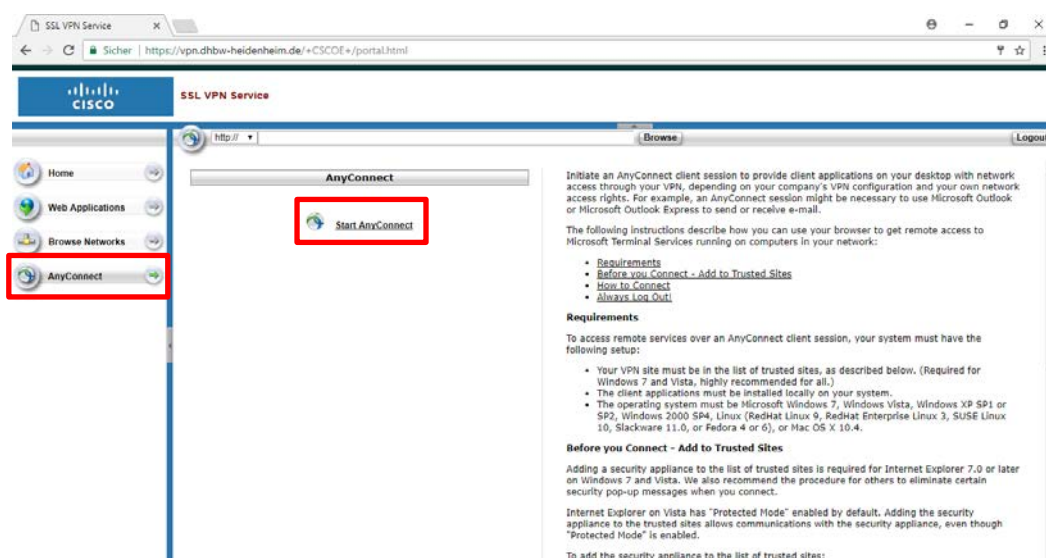 SSL VPN Service
Sicher | https://vpn.dhbw-heidenheim.de/+CSCOE+/portal.html
CISCO
SSL VPN Service
http://
Browse
Logout
Home
Web Applications
Browse Networks
AnyConnect
AnyConnect
Start AnyConnect
Initiate an AnyConnect client session to provide client applications on your desktop with network
access through your VPN, depending on your company's VPN configuration and your own network
access rights. For example, an AnyConnect session might be necessary to use Microsoft Outlook
or Microsoft Outlook Express to send or receive e-mail.
The following instructions describe how you can use your browser to get remote access to
Microsoft Terminal Services running on computers in your network:
• Requirements
• Before you Connect - Add to Trusted Sites
• How to Connect
• Always Log Out!
Requirements
To access remote services over an AnyConnect client session, your system must have the
following setup:
• Your VPN site must be in the list of trusted sites, as described below. (Required for
Windows 7 and Vista, highly recommended for all.)
• The client applications must be installed locally on your system.
• The operating system must be Microsoft Windows 7, Windows Vista, Windows XP SP1 or
SP2, Windows 2000 SP4, Linux (RedHat Linux 9, RedHat Enterprise Linux 3, SUSE Linux
10, Slackware 11.0, or Fedora 4 or 6), or Mac OS X 10.4.
Before you Connect - Add to Trusted Sites
Adding a security appliance to the list of trusted sites is required for Internet Explorer 7.0 or later
on Windows 7 and Vista. We also recommend the procedure for others to eliminate certain
security pop-up messages when you connect.
Internet Explorer on Vista has "Protected Mode" enabled by default. Adding the security
appliance to the trusted sites allows communications with the security appliance, even though
"Protected Mode" is enabled.
To add the security appliance to the list of trusted sites: